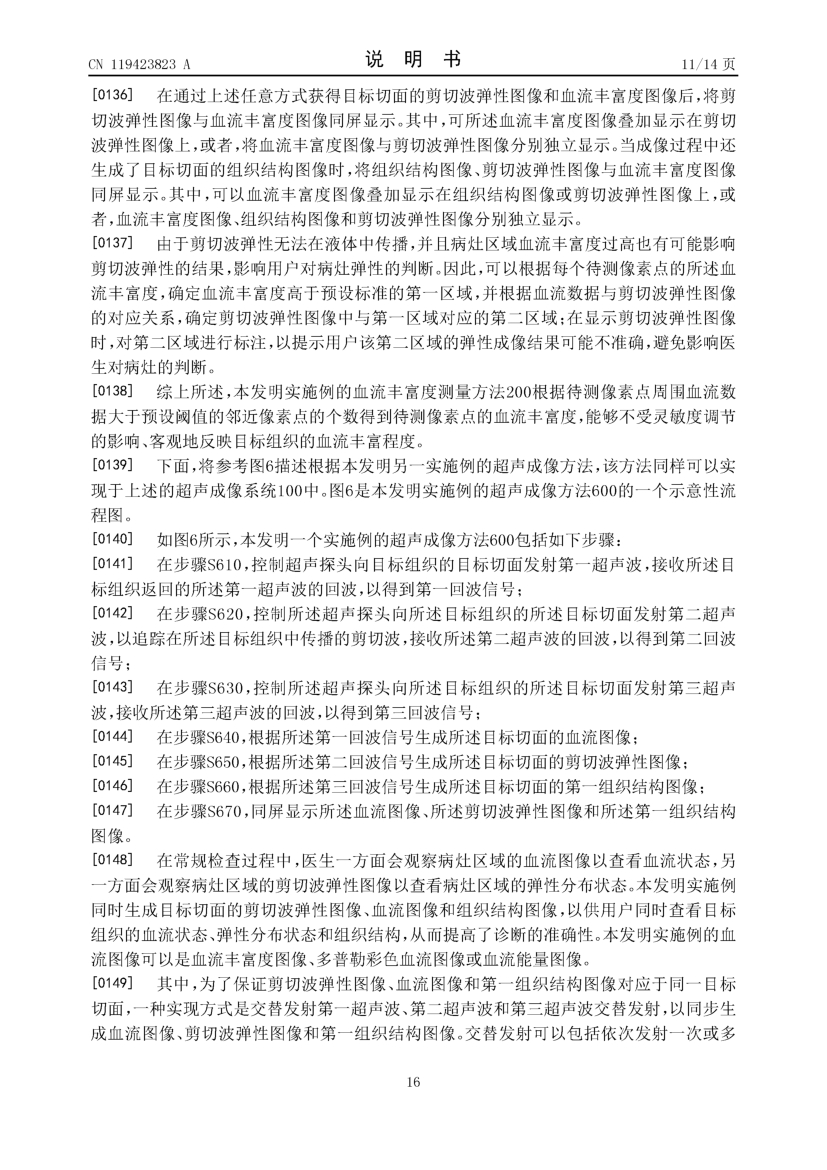 CN 119423823 A
说 明 书
11/14 页
[0136] 在通过上述任意方式获得目标切面的剪切波弹性图像和血流丰富度图像后,将剪
切波弹性图像与血流丰富度图像同屏显示。其中,可所述血流丰富度图像叠加显示在剪切
波弹性图像上,或者,将血流丰富度图像与剪切波弹性图像分别独立显示。当成像过程中还
生成了目标切面的组织结构图像时,将组织结构图像、剪切波弹性图像与血流丰富度图像
同屏显示。其中,可以血流丰富度图像叠加显示在组织结构图像或剪切波弹性图像上,或
者,血流丰富度图像、组织结构图像和剪切波弹性图像分别独立显示。
[0137] 由于剪切波弹性无法在液体中传播,并且病灶区域血流丰富度过高也有可能影响
剪切波弹性的结果,影响用户对病灶弹性的判断。因此,可以根据每个待测像素点的所述血
流丰富度,确定血流丰富度高于预设标准的第一区域,并根据血流数据与剪切波弹性图像
的对应关系,确定剪切波弹性图像中与第一区域对应的第二区域;在显示剪切波弹性图像
时,对第二区域进行标注,以提示用户该第二区域的弹性成像结果可能不准确,避免影响医
生对病灶的判断。
[0138] 综上所述,本发明实施例的血流丰富度测量方法200根据待测像素点周围血流数
据大于预设阈值的邻近像素点的个数得到待测像素点的血流丰富度,能够不受灵敏度调节
的影响、客观地反映目标组织的血流丰富程度。
[0139] 下面,将参考图6描述根据本发明另一实施例的超声成像方法,该方法同样可以实
现于上述的超声成像系统100中。图6是本发明实施例的超声成像方法600的一个示意性流
程图。
[0140] 如图6所示,本发明一个实施例的超声成像方法600包括如下步骤:
[0141] 在步骤S610,控制超声探头向目标组织的目标切面发射第一超声波,接收所述目
标组织返回的所述第一超声波的回波,以得到第一回波信号;
[0142] 在步骤S620,控制所述超声探头向所述目标组织的所述目标切面发射第二超声
波,以追踪在所述目标组织中传播的剪切波,接收所述第二超声波的回波,以得到第二回波
信号;
[0143] 在步骤S630,控制所述超声探头向所述目标组织的所述目标切面发射第三超声
波,接收所述第三超声波的回波,以得到第三回波信号;
[0144] 在步骤S640,根据所述第一回波信号生成所述目标切面的血流图像;
[0145] 在步骤S650,根据所述第二回波信号生成所述目标切面的剪切波弹性图像;
[0146] 在步骤S660,根据所述第三回波信号生成所述目标切面的第一组织结构图像;
[0147] 在步骤S670,同屏显示所述血流图像、所述剪切波弹性图像和所述第一组织结构
图像。
[0148] 在常规检查过程中,医生一方面会观察病灶区域的血流图像以查看血流状态,另
一方面会观察病灶区域的剪切波弹性图像以查看病灶区域的弹性分布状态。本发明实施例
同时生成目标切面的剪切波弹性图像、血流图像和组织结构图像,以供用户同时查看目标
组织的血流状态、弹性分布状态和组织结构,从而提高了诊断的准确性。本发明实施例的血
流图像可以是血流丰富度图像、多普勒彩色血流图像或血流能量图像。
[0149] 其中,为了保证剪切波弹性图像、血流图像和第一组织结构图像对应于同一目标
切面,一种实现方式是交替发射第一超声波、第二超声波和第三超声波交替发射,以同步生
成血流图像、剪切波弹性图像和第一组织结构图像。交替发射可以包括依次发射一次或多
16